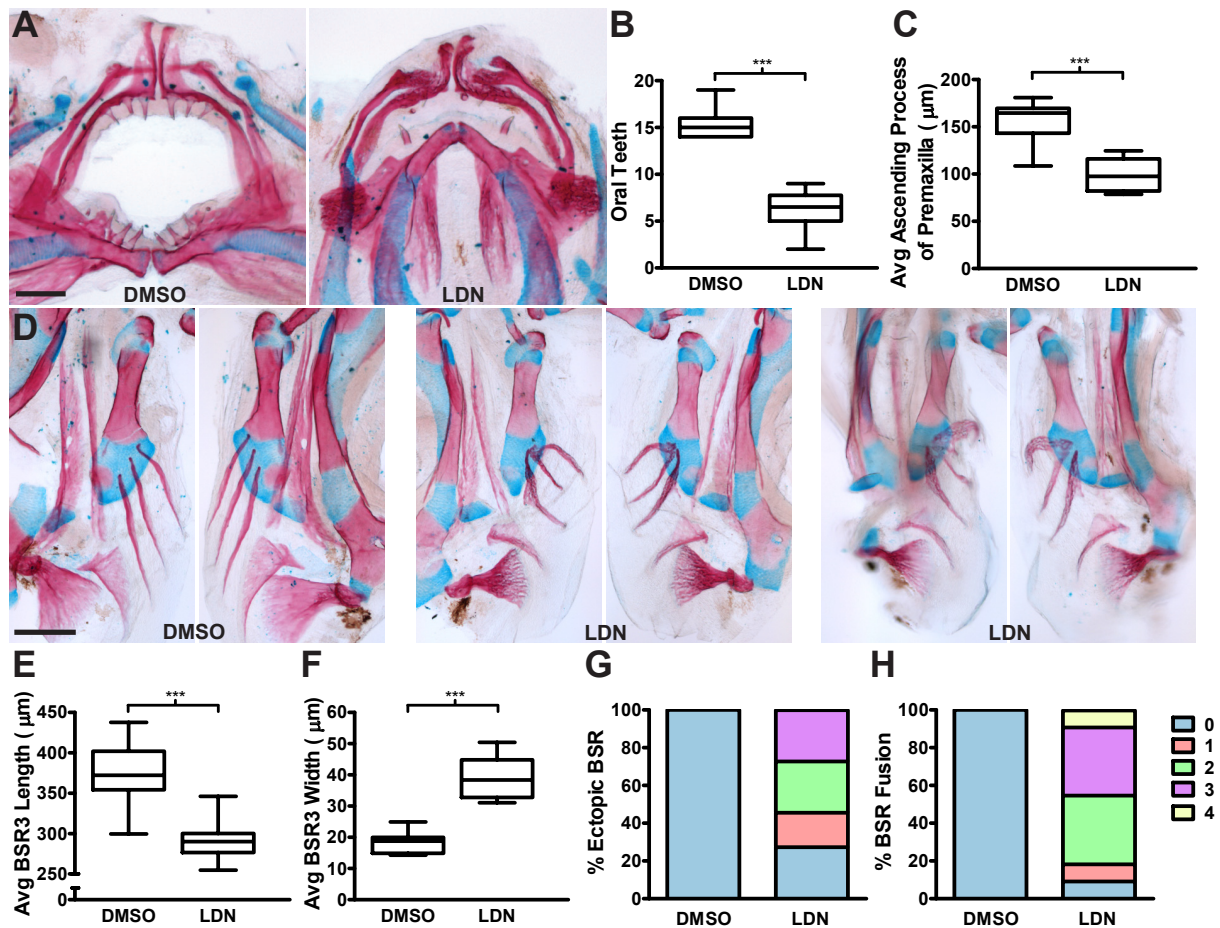 A
DMSO
LDN
B
Oral Teeth
20
15
10
5
0
***
DMSO
LDN
C
Avg Ascending Process
of Premaxilla ( µm)
200
150
100
50
0
***
DMSO
LDN
D
DMSO
LDN
LDN
E
Avg BSR3 Length ( µm)
450
400
350
300
250
0
***
DMSO
LDN
F
Avg BSR3 Width ( µm)
60
50
40
30
20
10
0
***
DMSO
LDN
G
% Ectopic BSR
100
80
60
40
20
0
DMSO
LDN
H
% BSR Fusion
100
80
60
40
20
0
DMSO
LDN
0
1
2
3
4